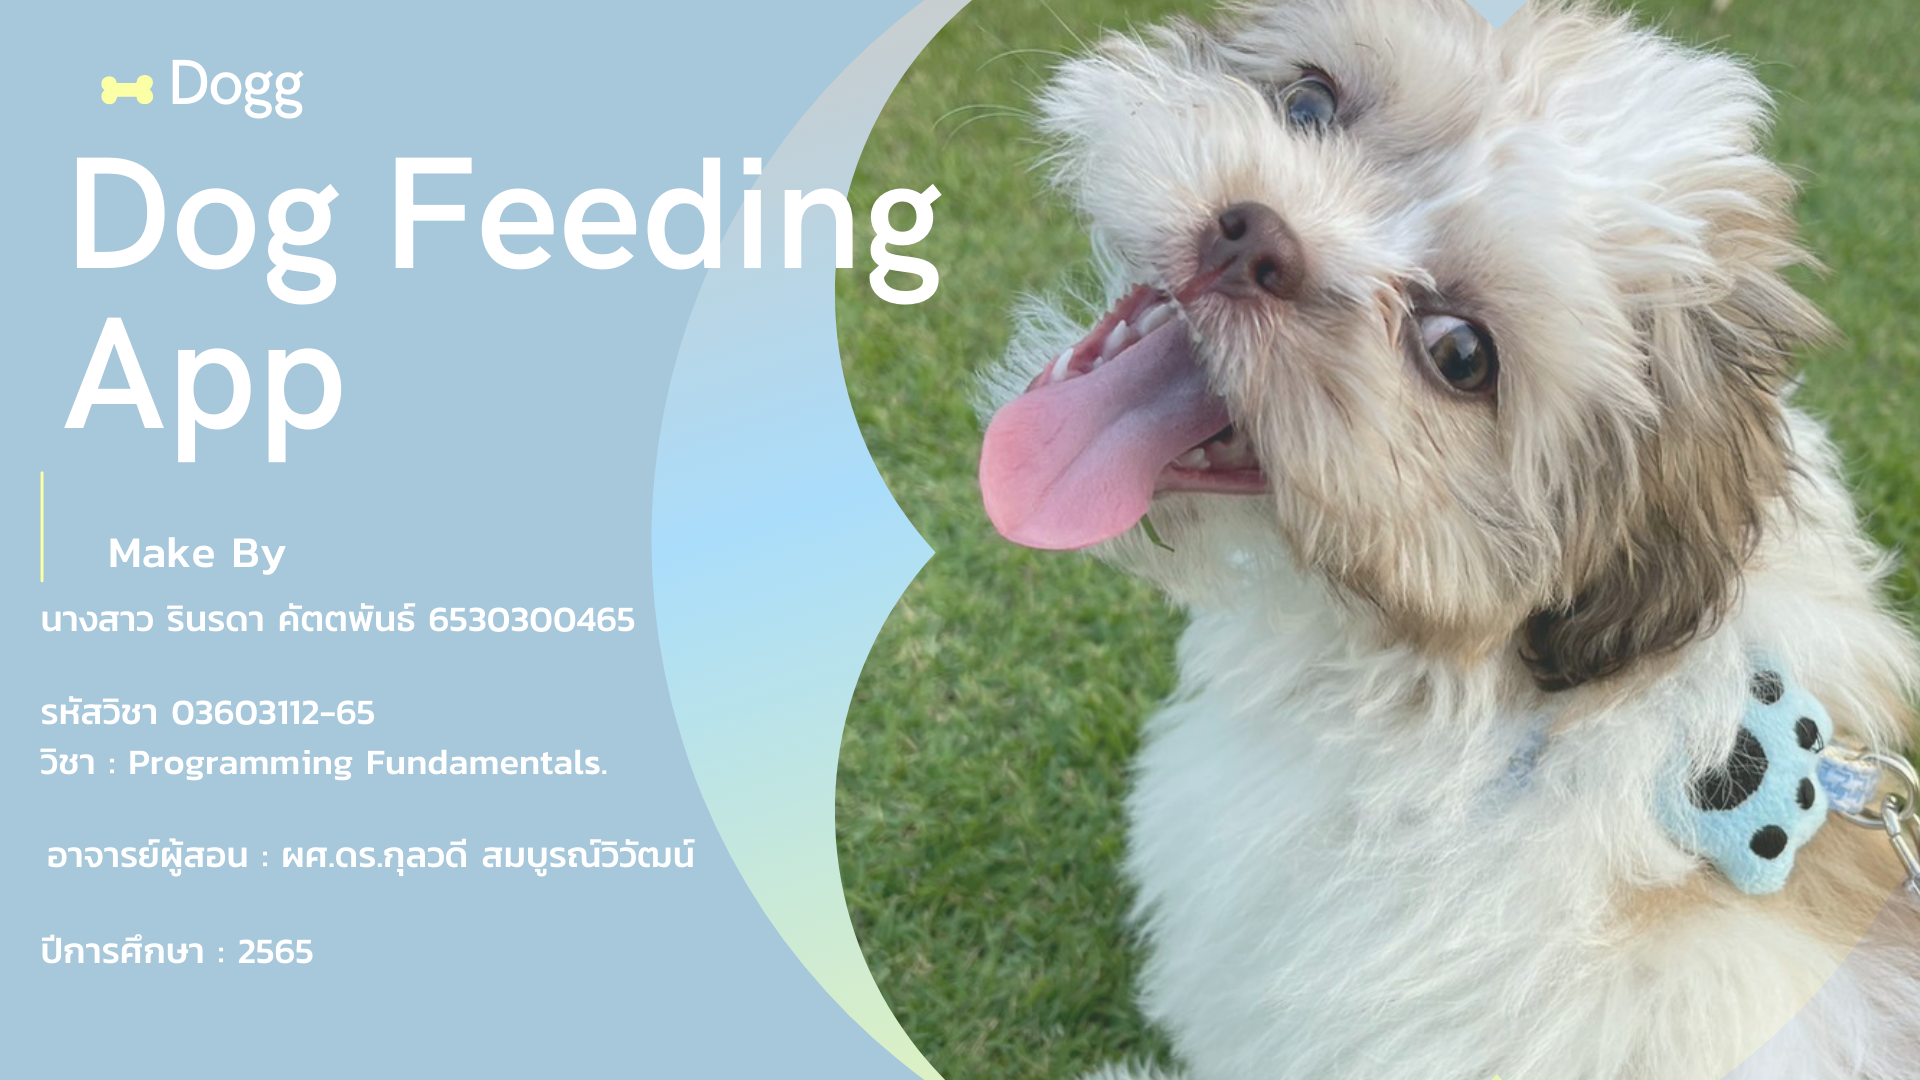 Dogg
Dog Feeding
App
Make By
นางสาว รินรดา คัตตพันธ์ 6530300465
รหัสวิชา 03603112-65
วิชา : Programming Fundamentals.
อาจารย์ผู้สอน : ผศ.ดร.กุลวดี สมบูรณ์วิวัฒน์
ปีการศึกษา : 2565